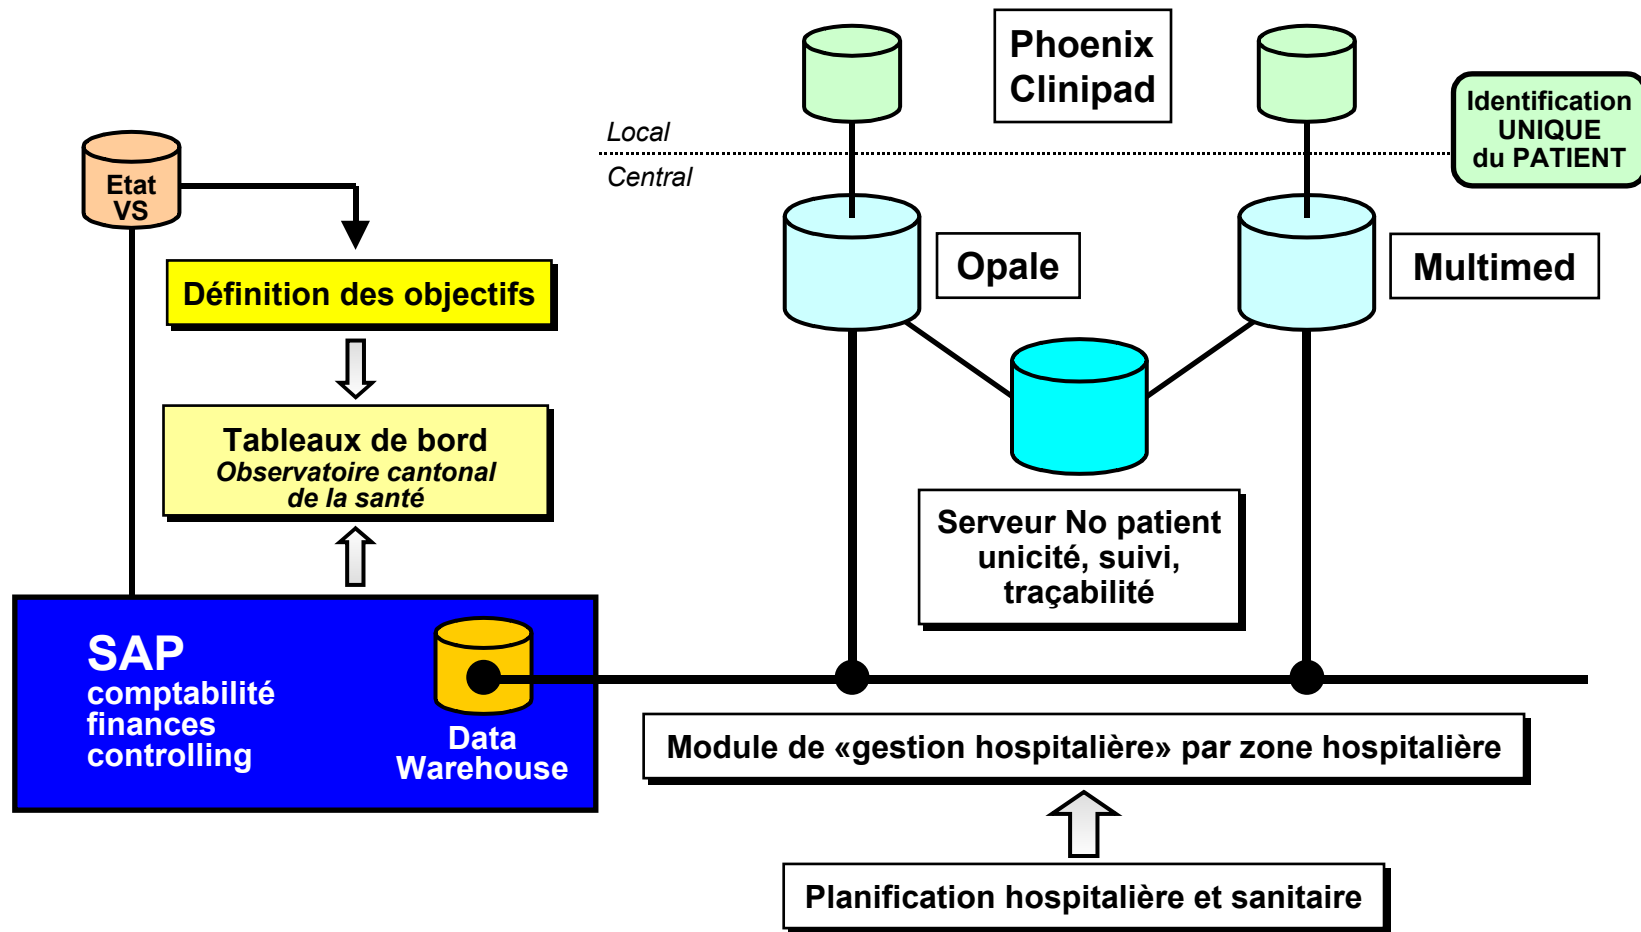 Phoenix
Clinipad
Identification
UNIQUE
du PATIENT
Local
Central
Etat
VS
Opale
Multimed
Définition des objectifs
Tableaux de bord
Observatoire cantonal
de la santé
Serveur No patient
unicité, suivi,
traçabilité
SAP
comptabilité
finances
controlling
Data
Warehouse
Module de «gestion hospitalière» par zone hospitalière
Planification hospitalière et sanitaire